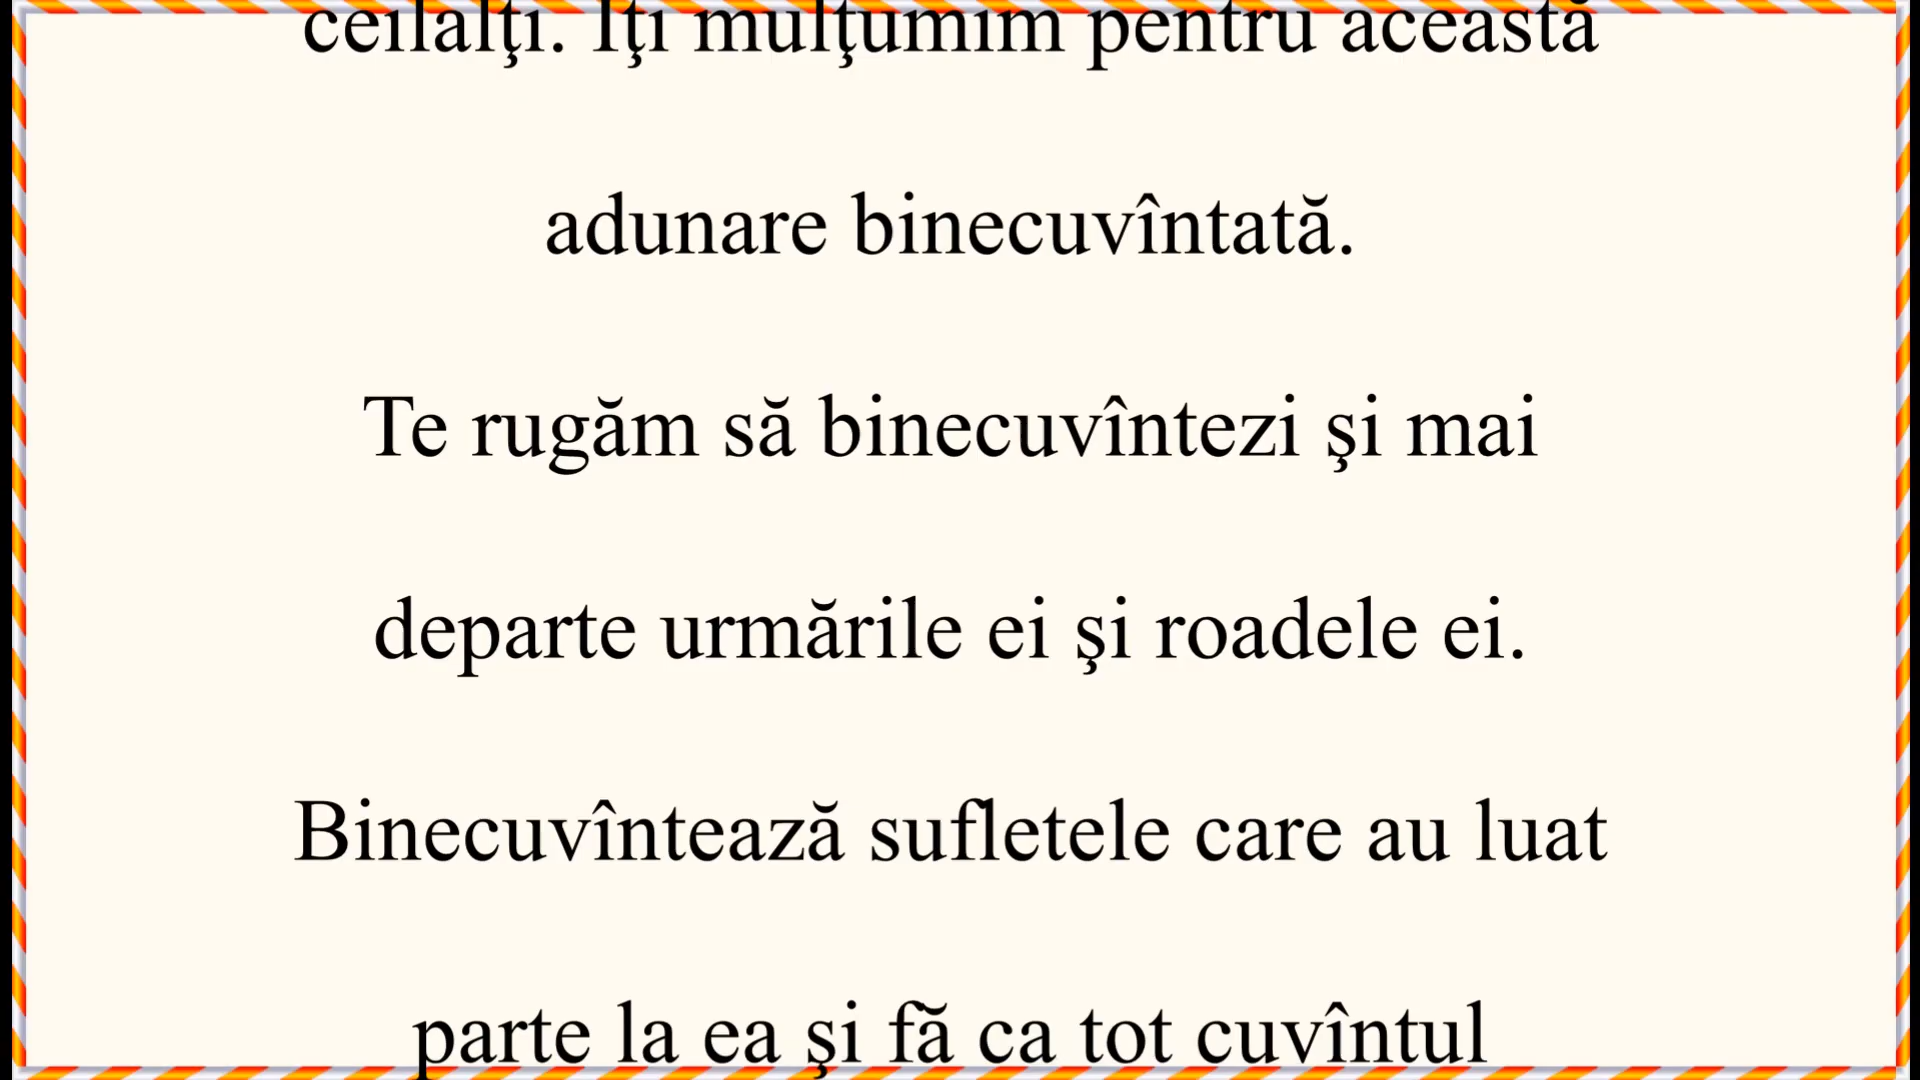 ceilalţi. Îţi mulţumim pentru această
adunare binecuvîntată.
Te rugăm să binecuvîntezi şi mai
departe urmările ei şi roadele ei.
Binecuvîntează sufletele care au luat
parte la ea şi fă ca tot cuvîntul